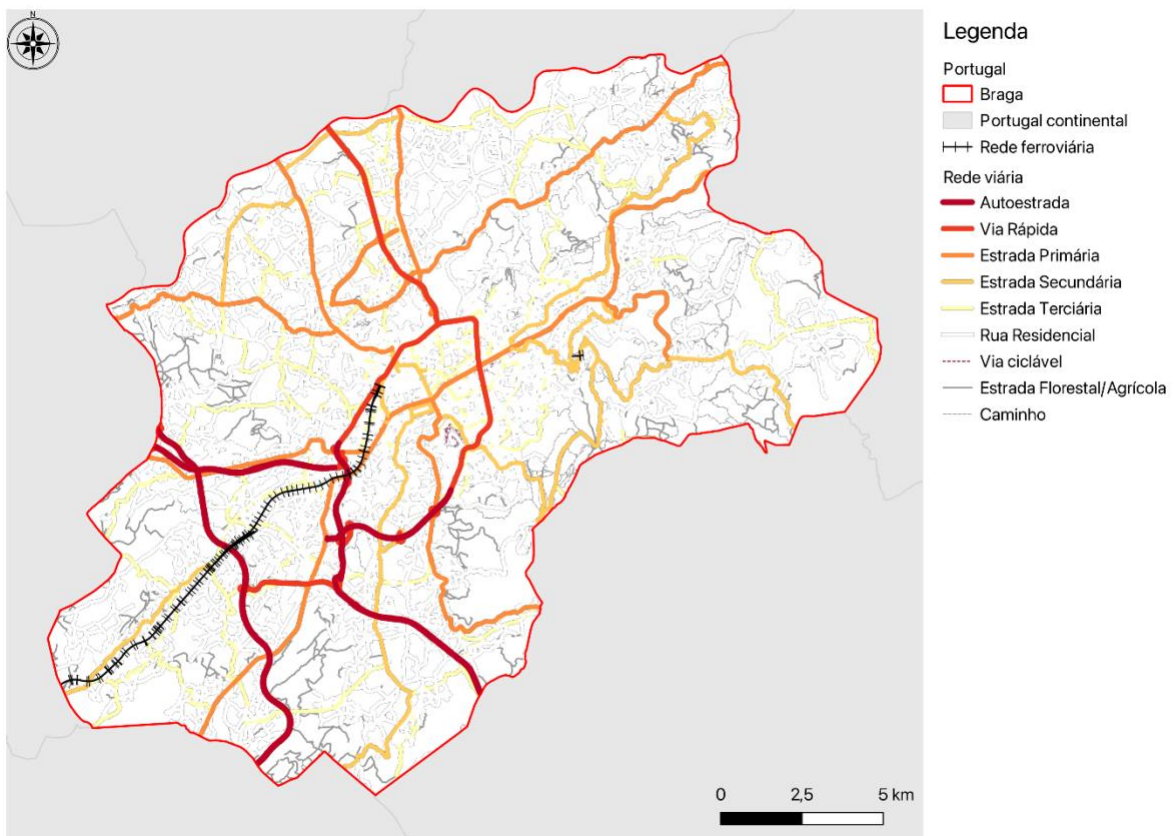 N
Legenda
Portugal
Braga
Portugal continental
Rede ferroviária
Rede viária
Autoestrada
Via Rápida
Estrada Primária
Estrada Secundária
Estrada Terciária
Rua Residencial
Via ciclável
Estrada Florestal/Agrícola
Caminho
0 2,5 5 km